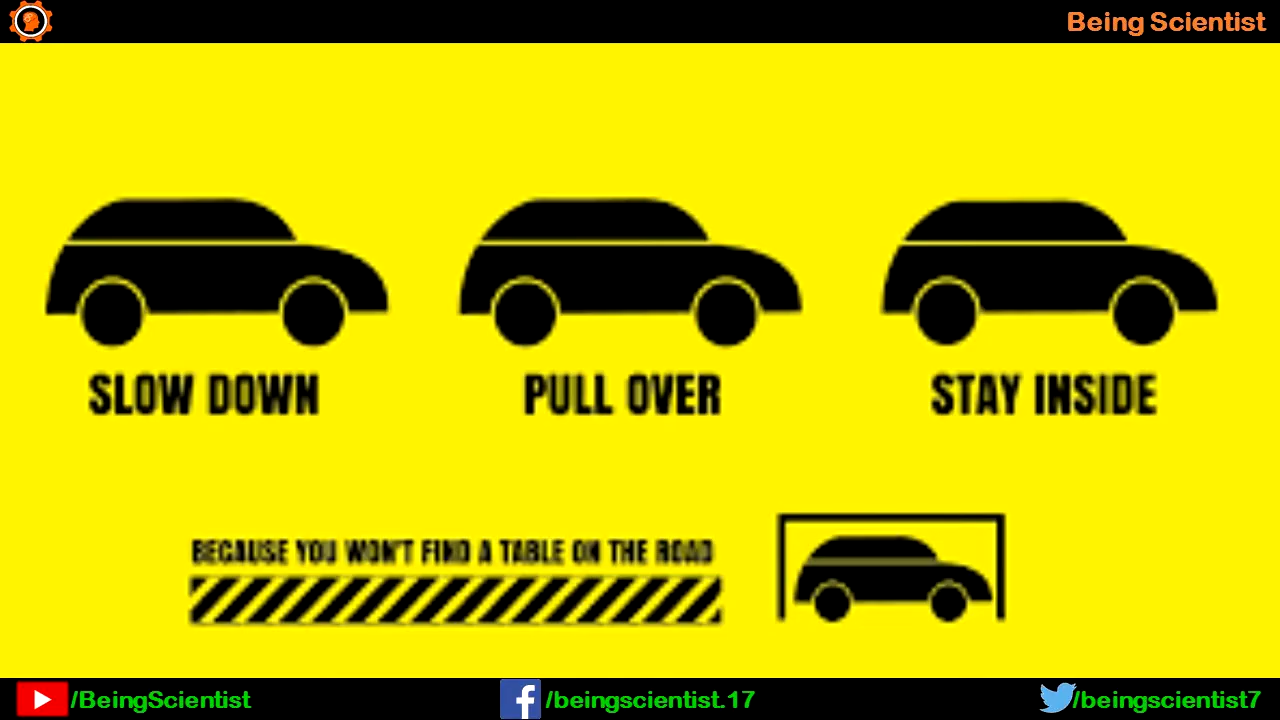 Being Scientist
SLOW DOWN
PULL OVER
STAY INSIDE
BECAUSE YOU WON'T FIND A TABLE ON THE ROAD
/BeingScientist
/beingscientist.17
/beingscientist7